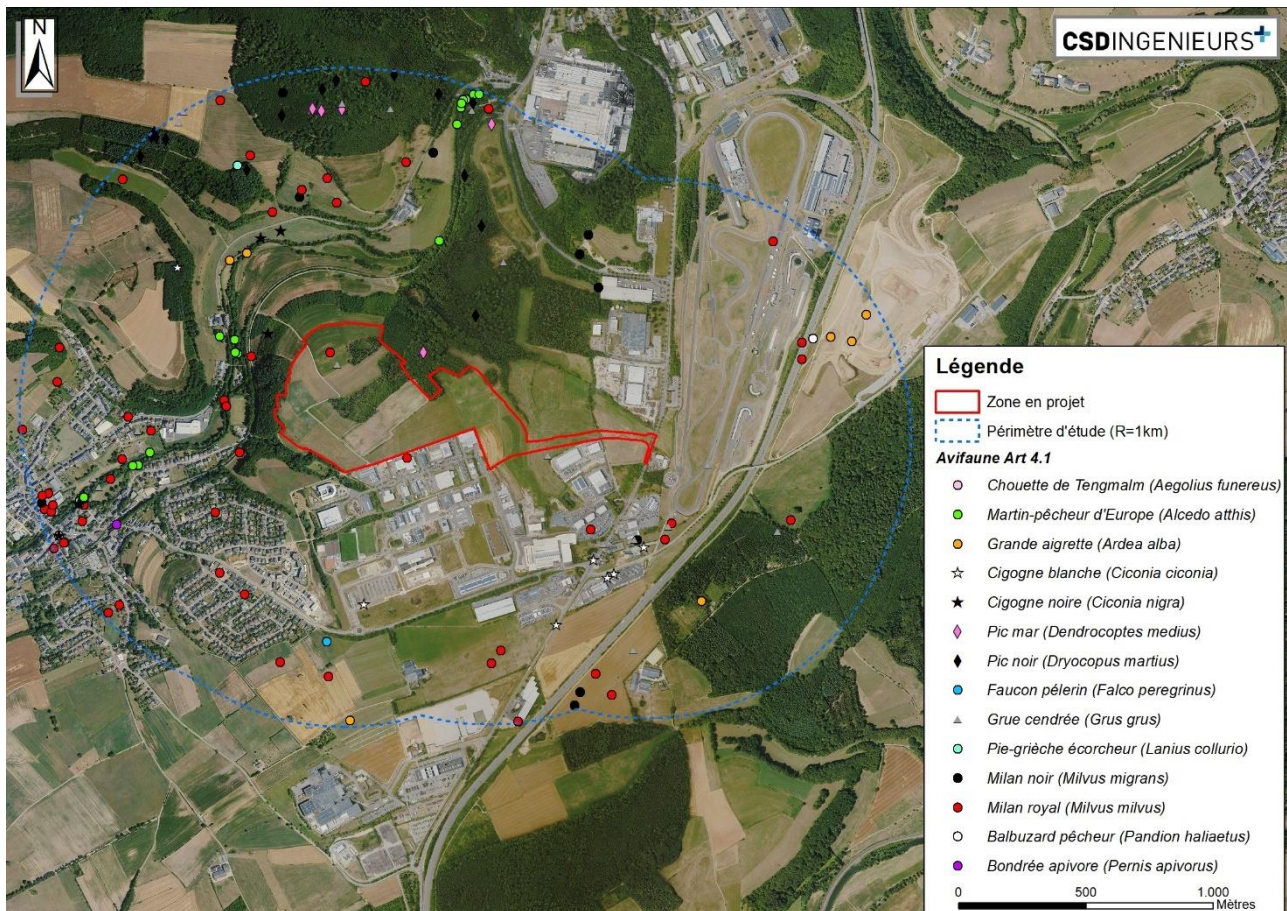 N
CSDINGENIEURS+
Légende
Zone en projet
Périmètre d'étude (R=1km)
Avifaune Art 4.1
Chouette de Tengmalm (Aegolius funereus)
Martin-pêcheur d'Europe (Alcedo atthis)
Grande aigrette (Ardea alba)
Cigogne blanche (Ciconia ciconia)
Cigogne noire (Ciconia nigra)
Pic mar (Dendrocoptes medius)
Pic noir (Dryocopus martius)
Faucon pélerin (Falco peregrinus)
Grue cendrée (Grus grus)
Pie-grièche écorcheur (Lanius collurio)
Milan noir (Milvus migrans)
Milan royal (Milvus milvus)
Balbuzard pêcheur (Pandion haliaetus)
Bondrée apivore (Pernis apivorus)
0 500 1.000
Mètres